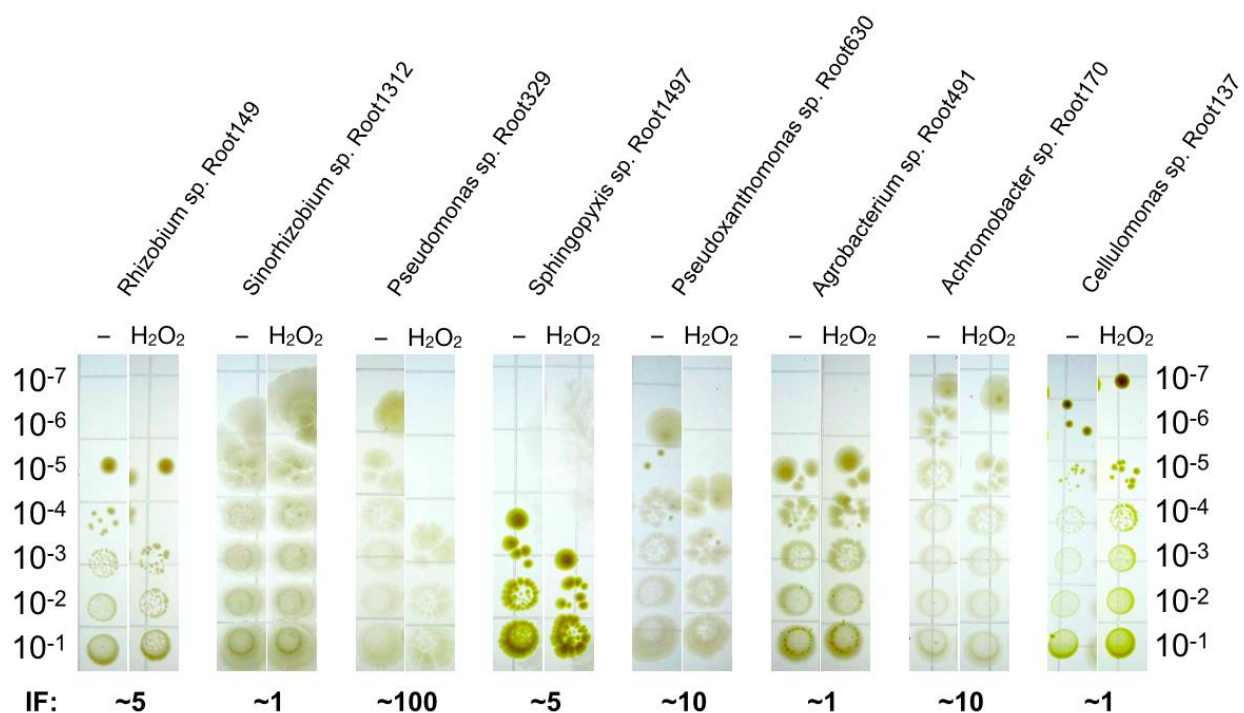 Rhizobium sp. Root149
Sinorhizobium sp. Root1312
Pseudomonas sp. Root329
Sphingopyxis sp. Root1497
Pseudoxanthomonas sp. Root630
Agrobacterium sp. Root491
Achromobacter sp. Root170
Cellulomonas sp. Root137
– H₂O₂ – H₂O₂ – H₂O₂ – H₂O₂ – H₂O₂ – H₂O₂ – H₂O₂ – H₂O₂
10⁻⁷ 10⁻⁷
10⁻⁶ 10⁻⁶
10⁻⁵ 10⁻⁵
10⁻⁴ 10⁻⁴
10⁻³ 10⁻³
10⁻² 10⁻²
10⁻¹ 10⁻¹
IF: ~5 ~1 ~100 ~5 ~10 ~1 ~10 ~1